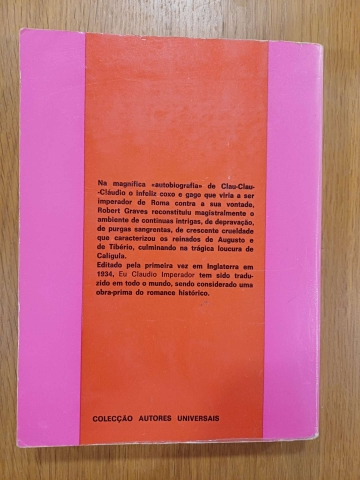 Na magnífica «autobiografia» de Clau-Clau-
-Cláudio o infeliz coxo e gago que viria a ser
imperador de Roma contra a sua vontade,
Robert Graves reconstituiu magistralmente o
ambiente de contínuas intrigas, de depravação,
de purgas sangrentas, de crescente crueldade
que caracterizou os reinados de Augusto e
de Tibério, culminando na trágica loucura de
Calígula.
Editado pela primeira vez em Inglaterra em
1934, Eu Claudio Imperador tem sido tradu-
zido em todo o mundo, sendo considerado uma
obra-prima do romance histórico.
COLECÇÃO AUTORES UNIVERSAIS